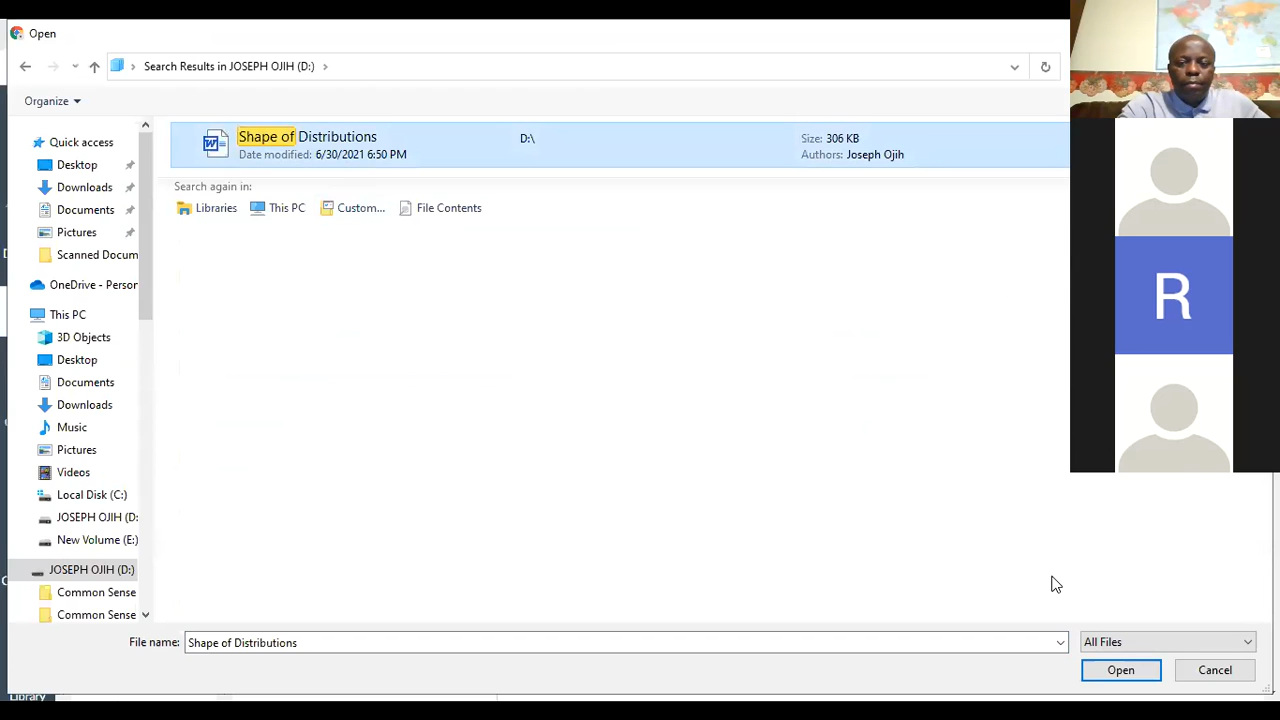 Open
Search Results in JOSEPH OJIH (D:)
Organize
Quick access
Desktop
Downloads
Documents
Pictures
Scanned Docum
OneDrive - Person
This PC
3D Objects
Desktop
Documents
Downloads
Music
Pictures
Videos
Local Disk (C:)
JOSEPH OJIH (D:
New Volume (E:)
JOSEPH OJIH (D:)
Common Sense
Common Sense
Shape of Distributions
Date modified: 6/30/2021 6:50 PM
D:\
Size: 306 KB
Authors: Joseph Ojih
Search again in:
Libraries This PC Custom... File Contents
R
File name: Shape of Distributions
All Files
Open Cancel
Library